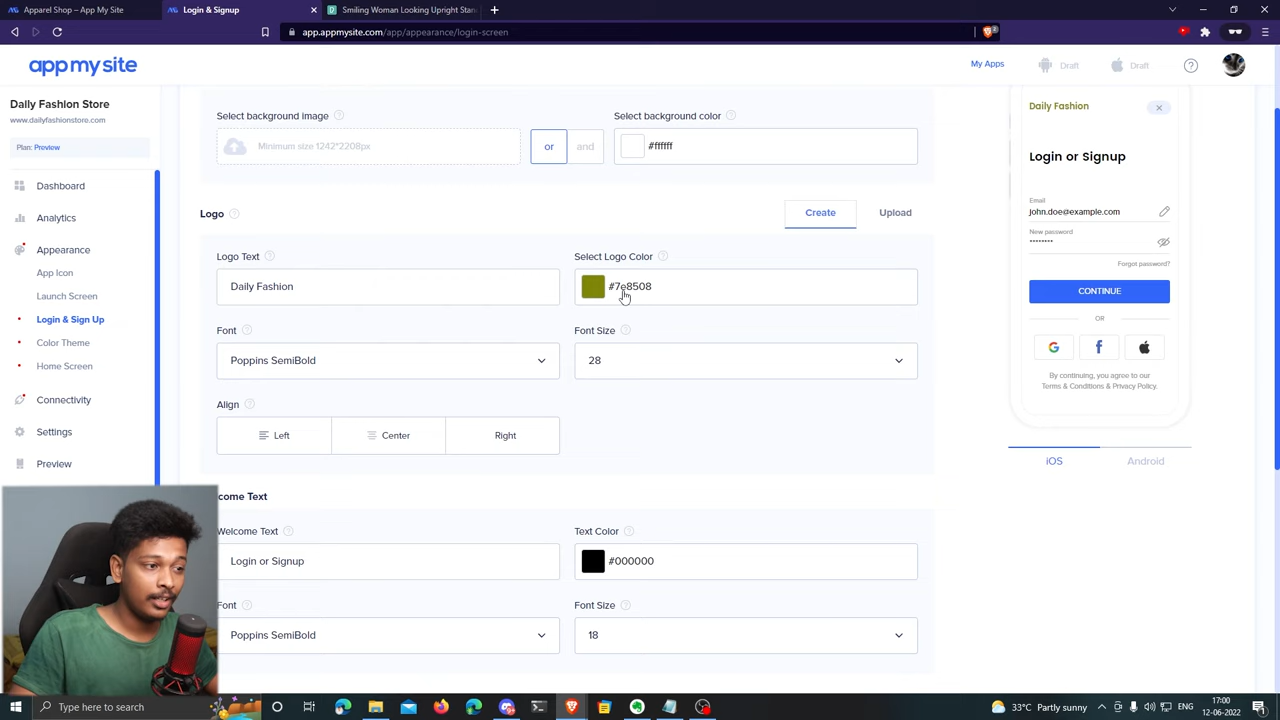 Apparel Shop – My Apps Site
Login & Signup
Smiling Woman Looking Upright Stan
app.appmysite.com/app/appearance/login-screen
app my site
My Apps
Draft
Draft
Daily Fashion Store
www.dailyfashionstore.com
Plan: Preview
Dashboard
Analytics
Appearance
App Icon
Launch Screen
Login & Sign Up
Color Theme
Home Screen
Connectivity
Settings
Preview
Select background image
Minimum size 1242*2208px
or
and
Select background color
#ffffff
Logo
Create
Upload
Logo Text
Daily Fashion
Select Logo Color
#7e8508
Font
Poppins SemiBold
Font Size
28
Align
Left
Center
Right
come Text
Welcome Text
Login or Signup
Text Color
#000000
Font
Poppins SemiBold
Font Size
18
Daily Fashion
Login or Signup
Email
john.doe@example.com
New password
********
Forgot password?
CONTINUE
OR
By continuing, you agree to our
Terms & Conditions & Privacy Policy.
iOS
Android
33°C Partly sunny
17:00
12-06-2022